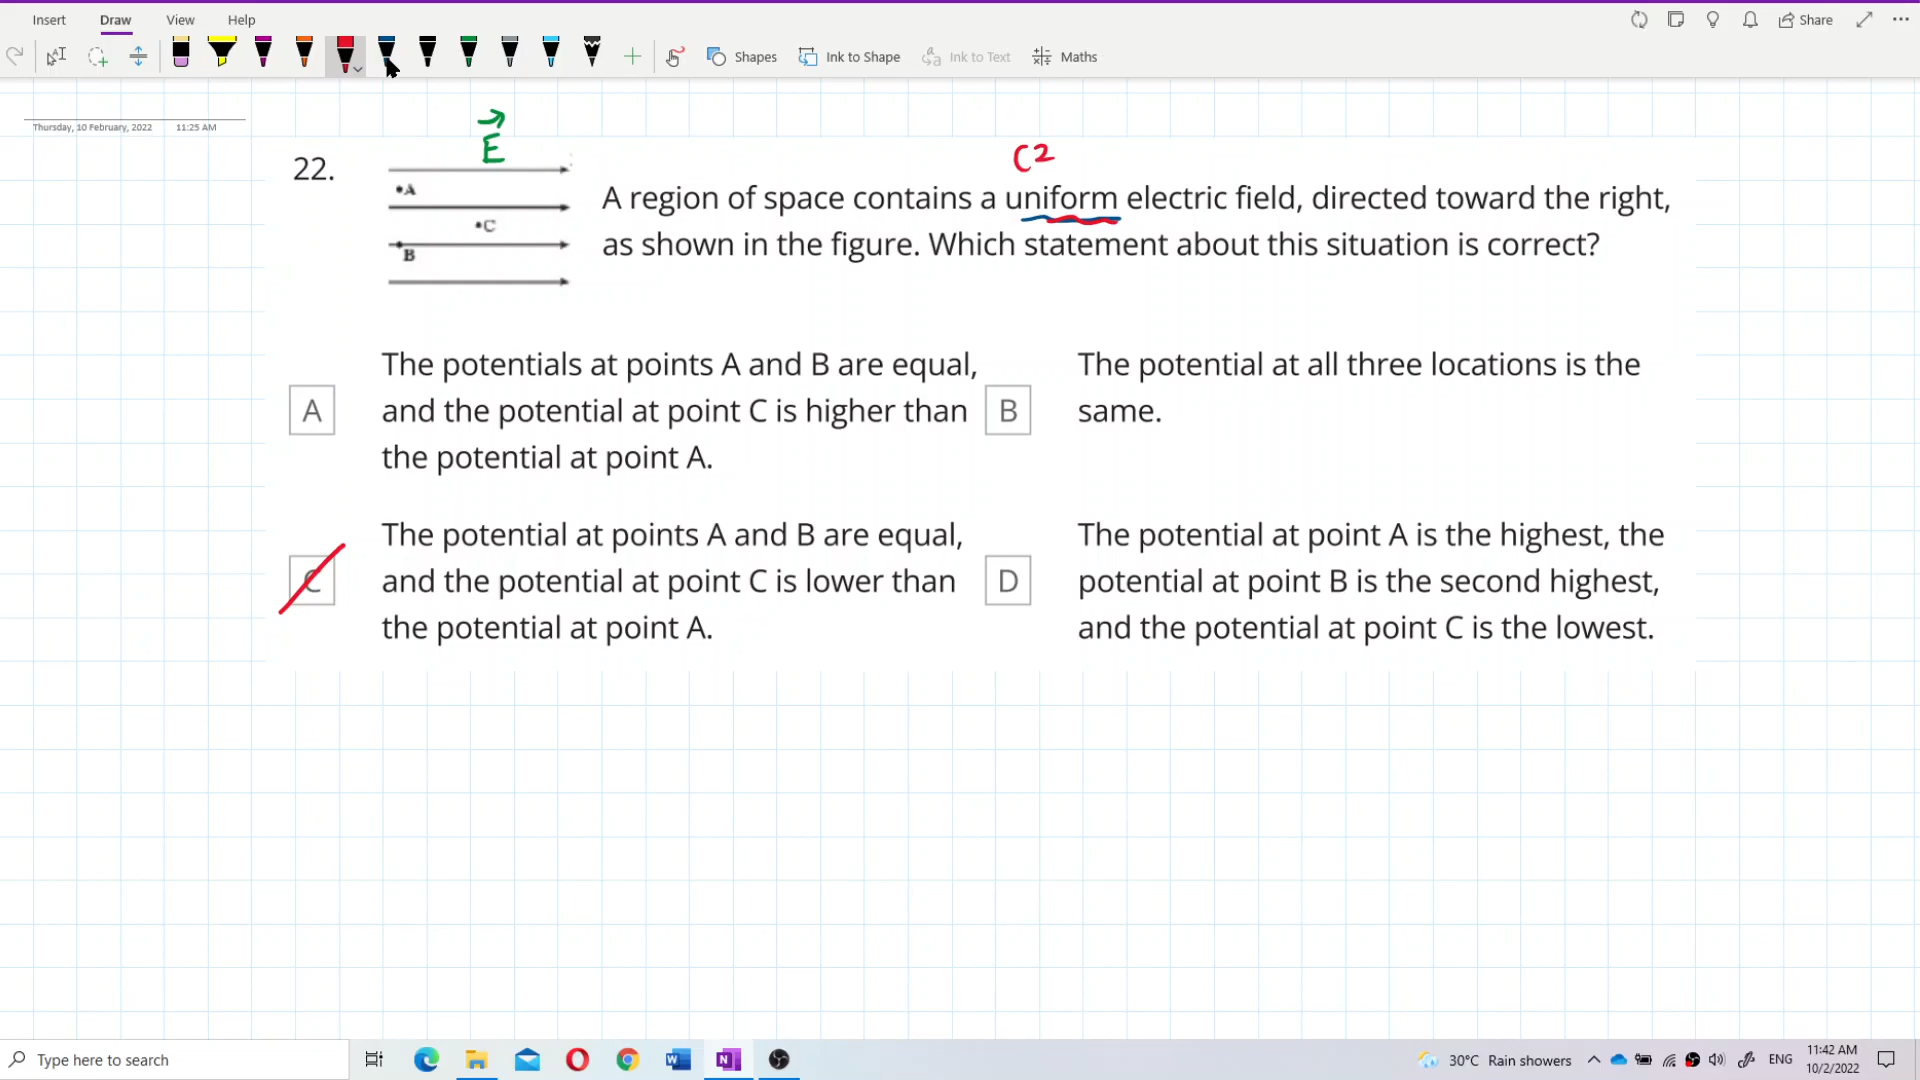 Insert Draw View Help
Share
Shapes Ink to Shape Ink to Text Maths
Thursday, 10 February, 2022 11:25 AM
E
C2
22.
A
C
B
A region of space contains a uniform electric field, directed toward the right,
as shown in the figure. Which statement about this situation is correct?
A
The potentials at points A and B are equal,
and the potential at point C is higher than
the potential at point A.
B
The potential at all three locations is the
same.
C
The potential at points A and B are equal,
and the potential at point C is lower than
the potential at point A.
D
The potential at point A is the highest, the
potential at point B is the second highest,
and the potential at point C is the lowest.
Type here to search
30°C Rain showers
ENG
11:42 AM
10/2/2022